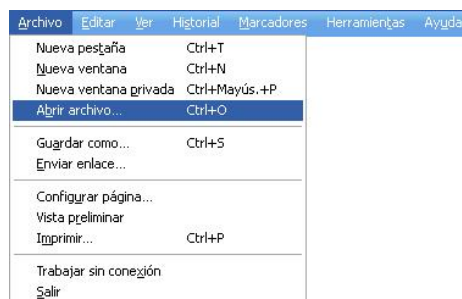 Archivo Editar Ver Historial Marcadores Herramientas Ayuda
Nueva pestaña Ctrl+T
Nueva ventana Ctrl+N
Nueva ventana privada Ctrl+Mayús.+P
Abrir archivo... Ctrl+O
Guardar como... Ctrl+S
Enviar enlace...
Configurar página...
Vista preliminar
Imprimir... Ctrl+P
Trabajar sin conexión
Salir